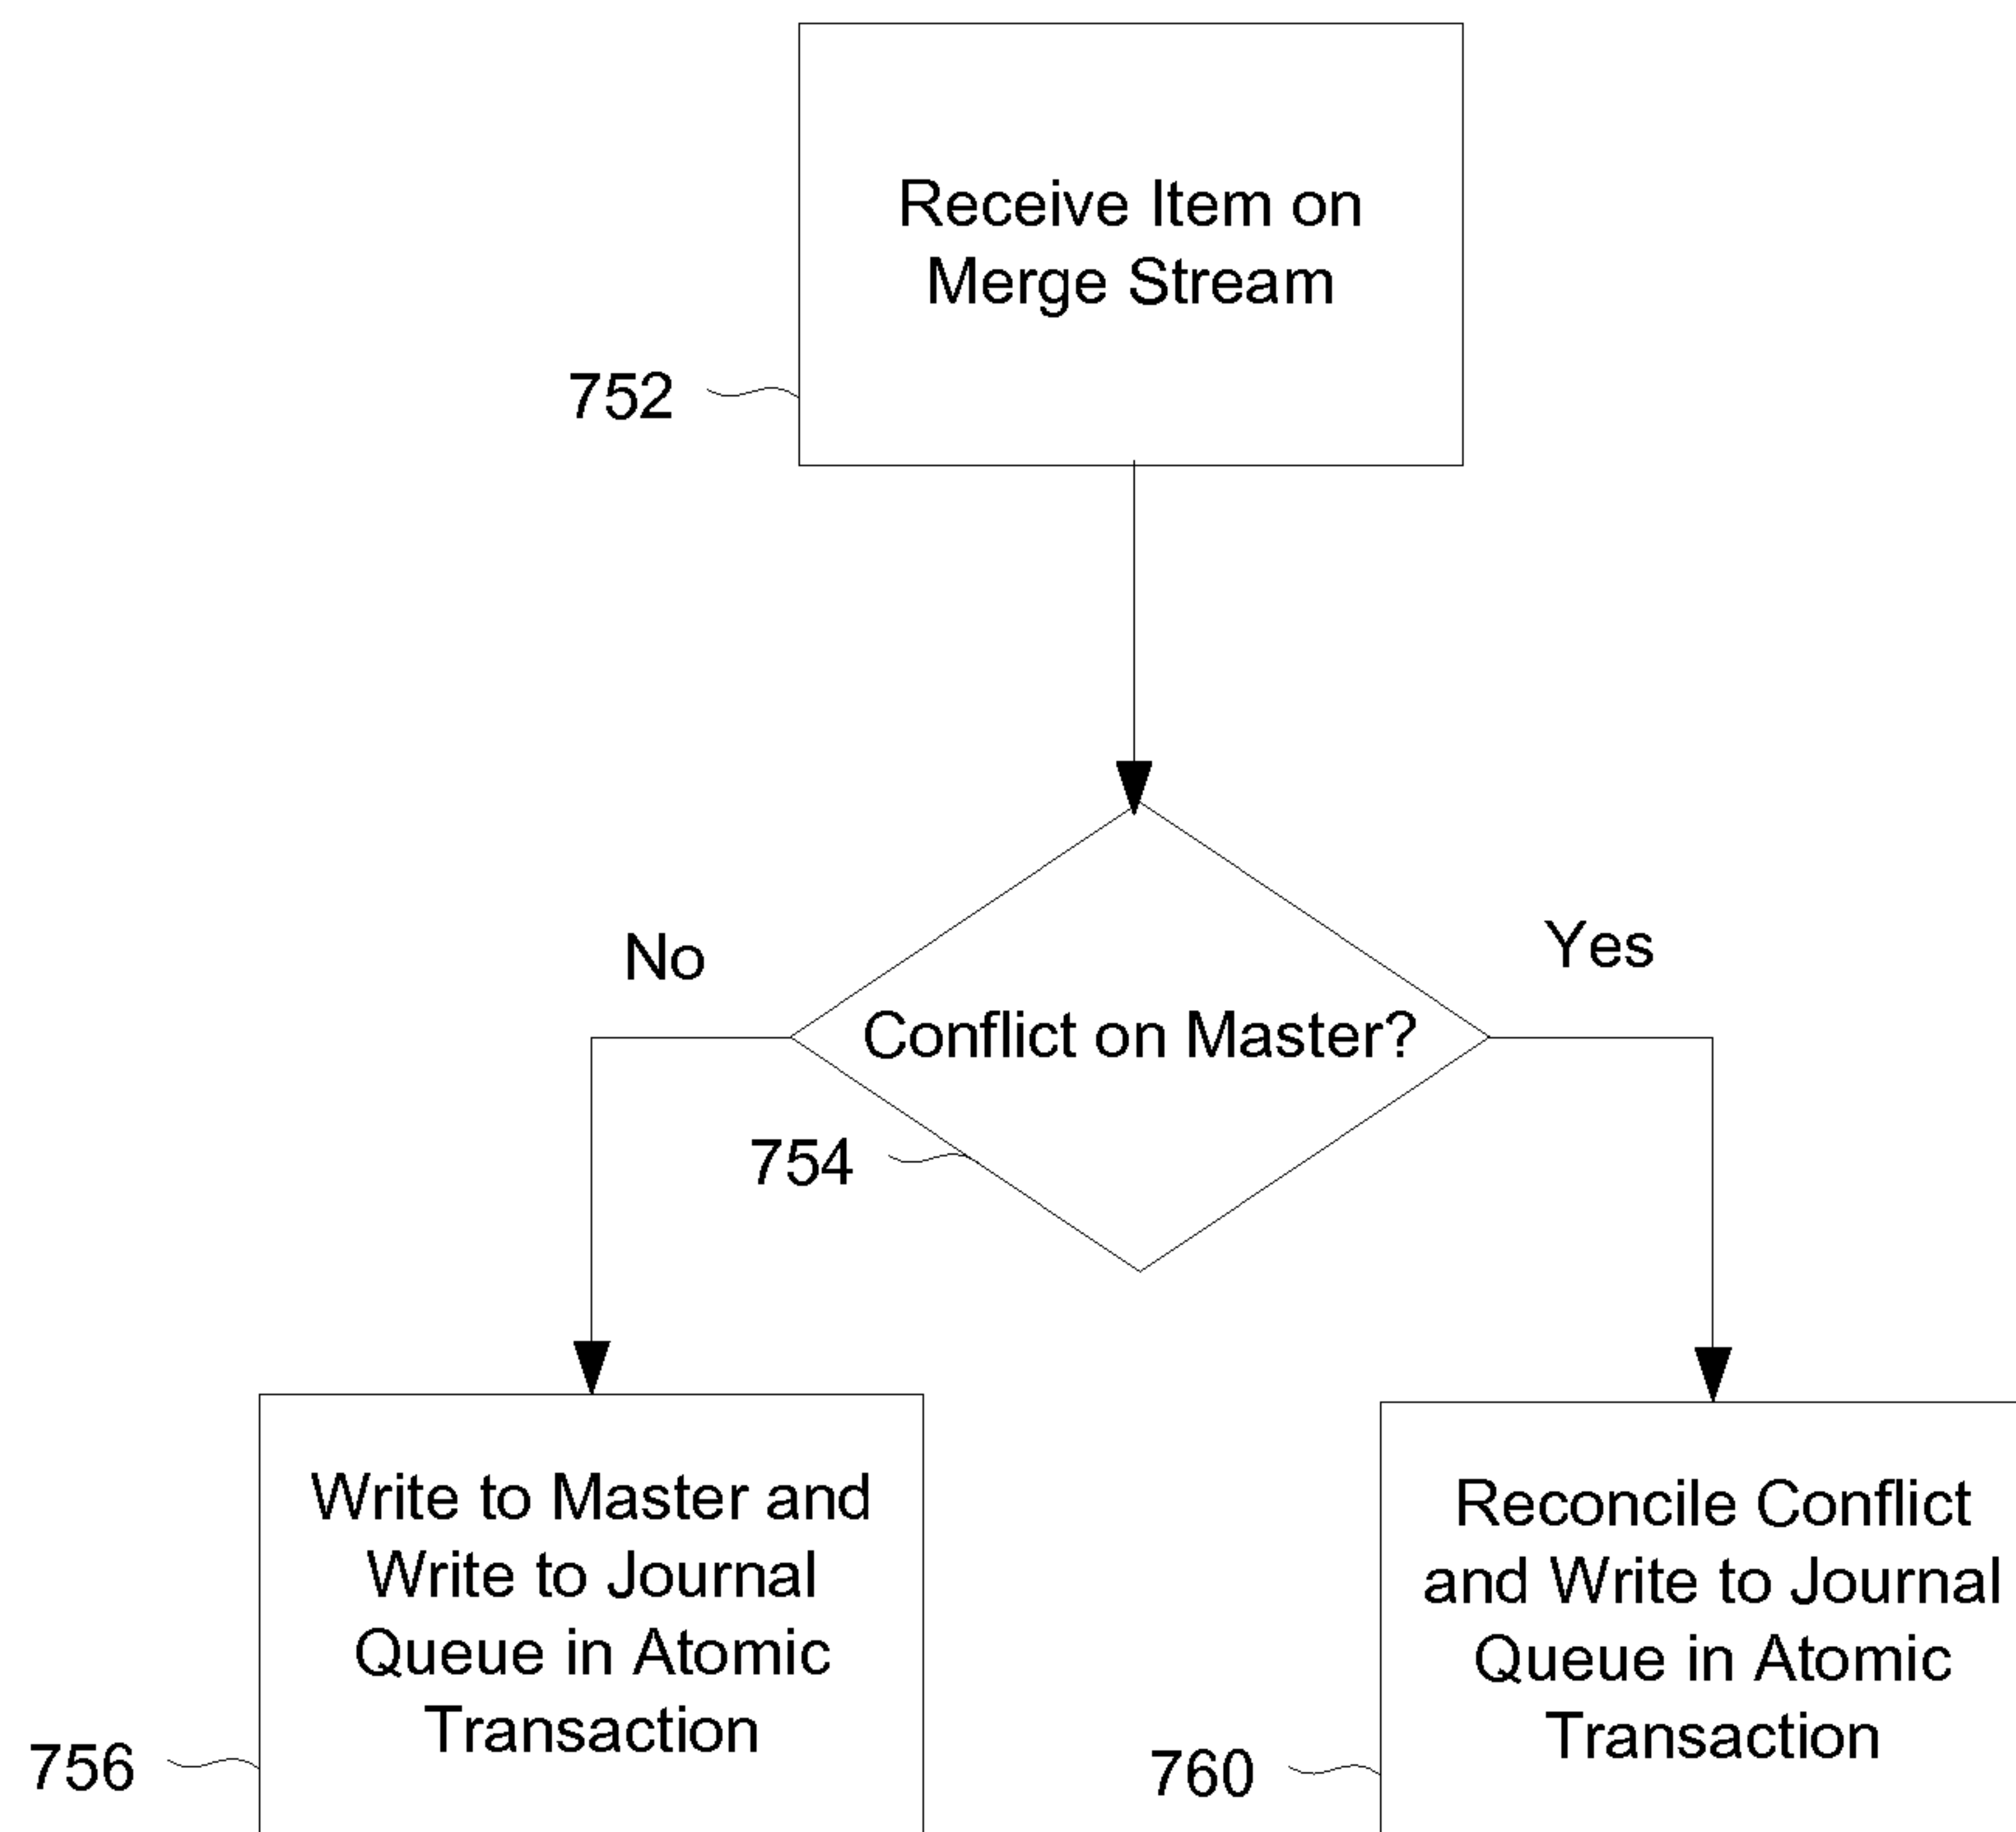 Receive Item on
Merge Stream
752
No
Yes
Conflict on Master?
754
Write to Master and
Write to Journal
Queue in Atomic
Transaction
756
Reconcile Conflict
and Write to Journal
Queue in Atomic
Transaction
760